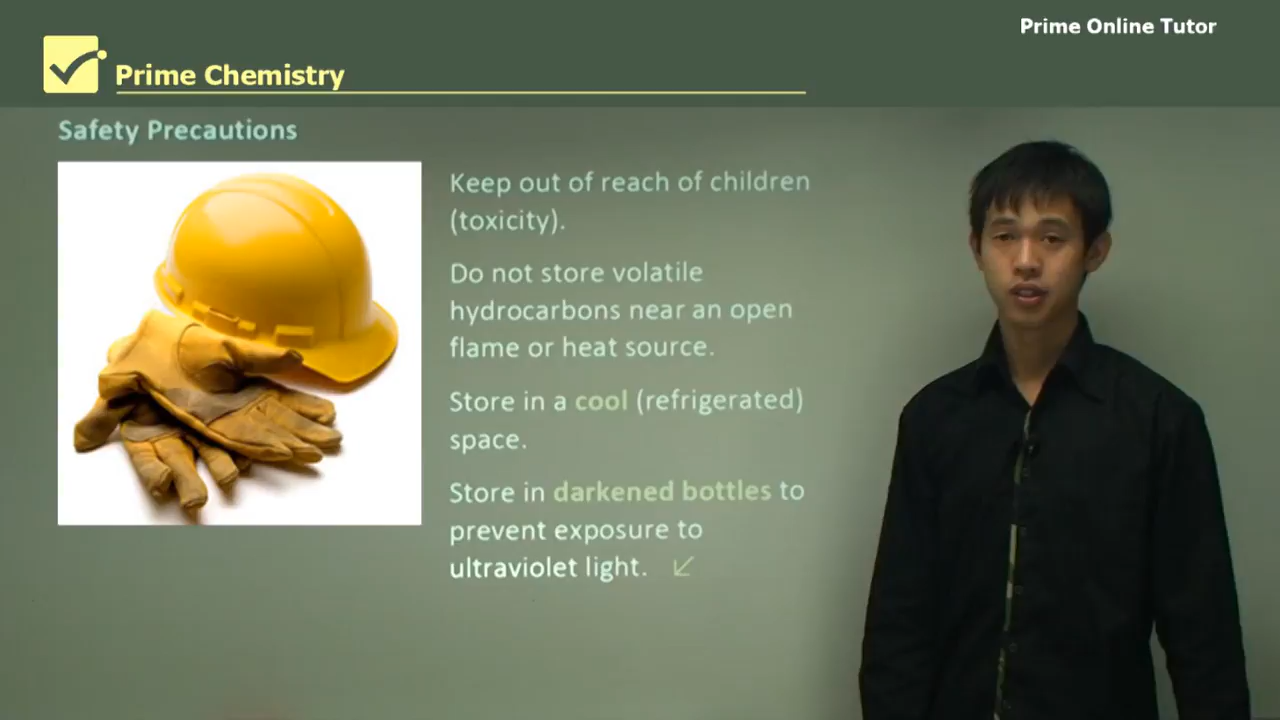 Prime Online Tutor
Prime Chemistry
Safety Precautions
Keep out of reach of children
(toxicity).
Do not store volatile
hydrocarbons near an open
flame or heat source.
Store in a cool (refrigerated)
space.
Store in darkened bottles to
prevent exposure to
ultraviolet light.